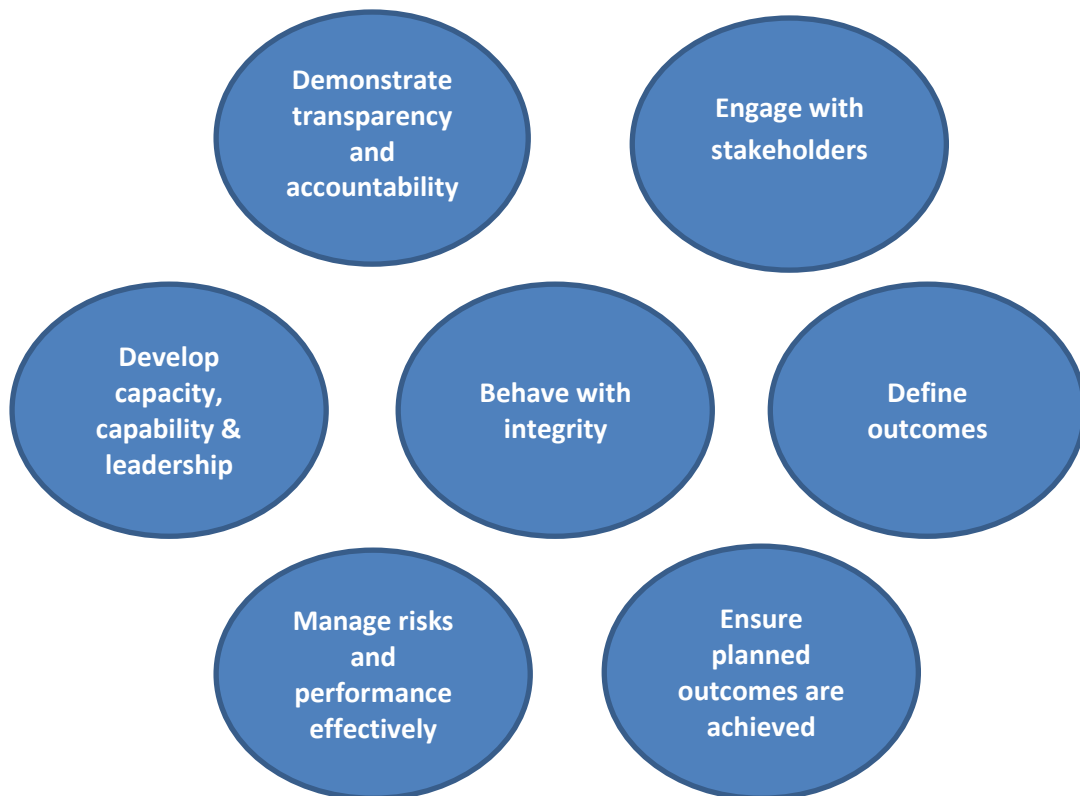 Demonstrate
transparency
and
accountability
Engage with
stakeholders
Develop
capacity,
capability &
leadership
Behave with
integrity
Define
outcomes
Manage risks
and
performance
effectively
Ensure
planned
outcomes are
achieved